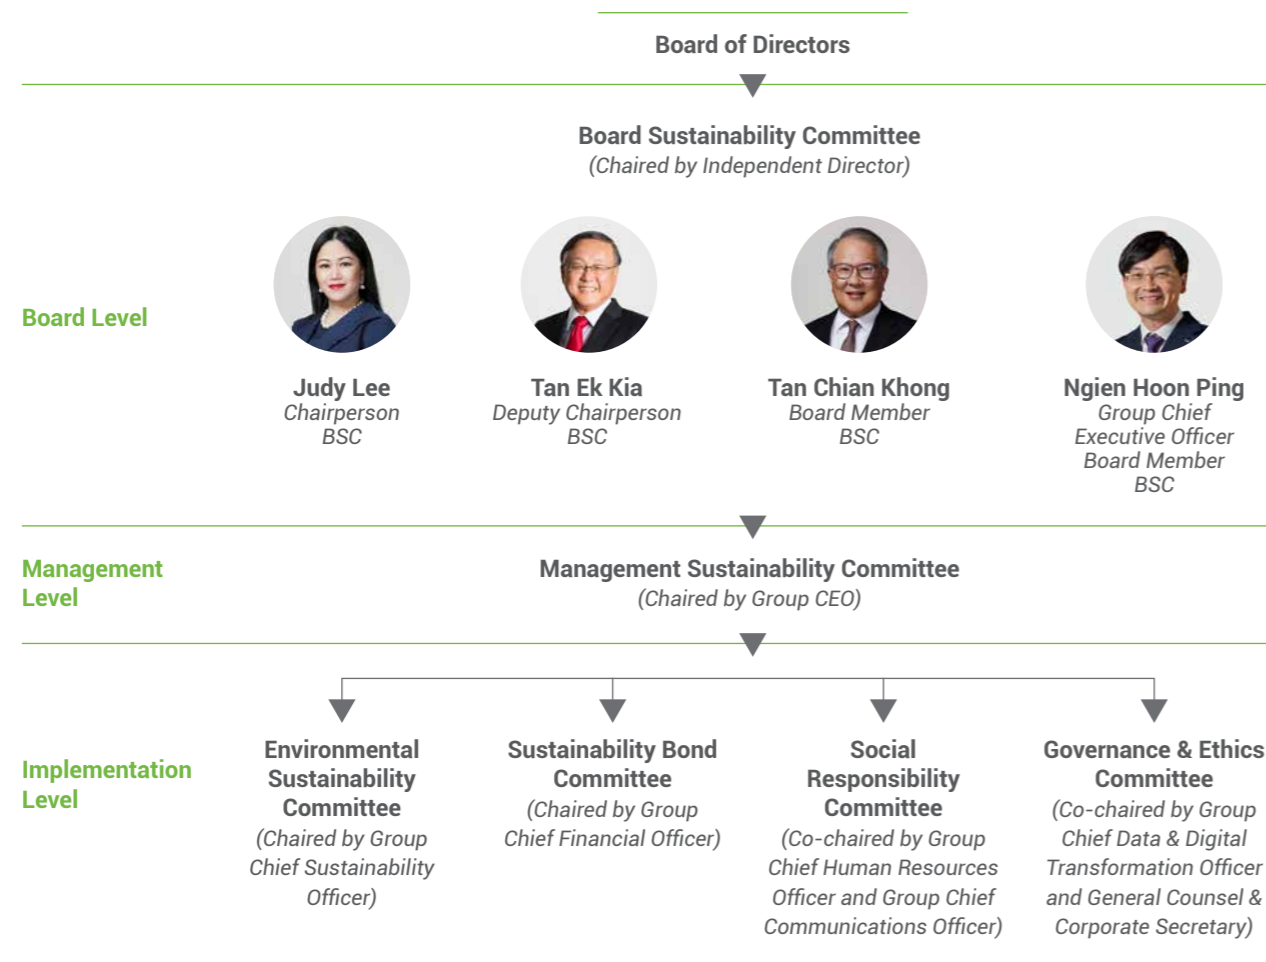 Board of Directors
Board Sustainability Committee
(Chaired by Independent Director)
Board Level
Judy Lee
Chairperson
BSC
Tan Ek Kia
Deputy Chairperson
BSC
Tan Chian Khong
Board Member
BSC
Ngien Hoon Ping
Group Chief
Executive Officer
Board Member
BSC
Management
Level
Management Sustainability Committee
(Chaired by Group CEO)
Implementation
Level
Environmental
Sustainability
Committee
(Chaired by Group
Chief Sustainability
Officer)
Sustainability Bond
Committee
(Chaired by Group
Chief Financial Officer)
Social
Responsibility
Committee
(Co-chaired by Group
Chief Human Resources
Officer and Group Chief
Communications Officer)
Governance & Ethics
Committee
(Co-chaired by Group
Chief Data & Digital
Transformation Officer
and General Counsel &
Corporate Secretary)